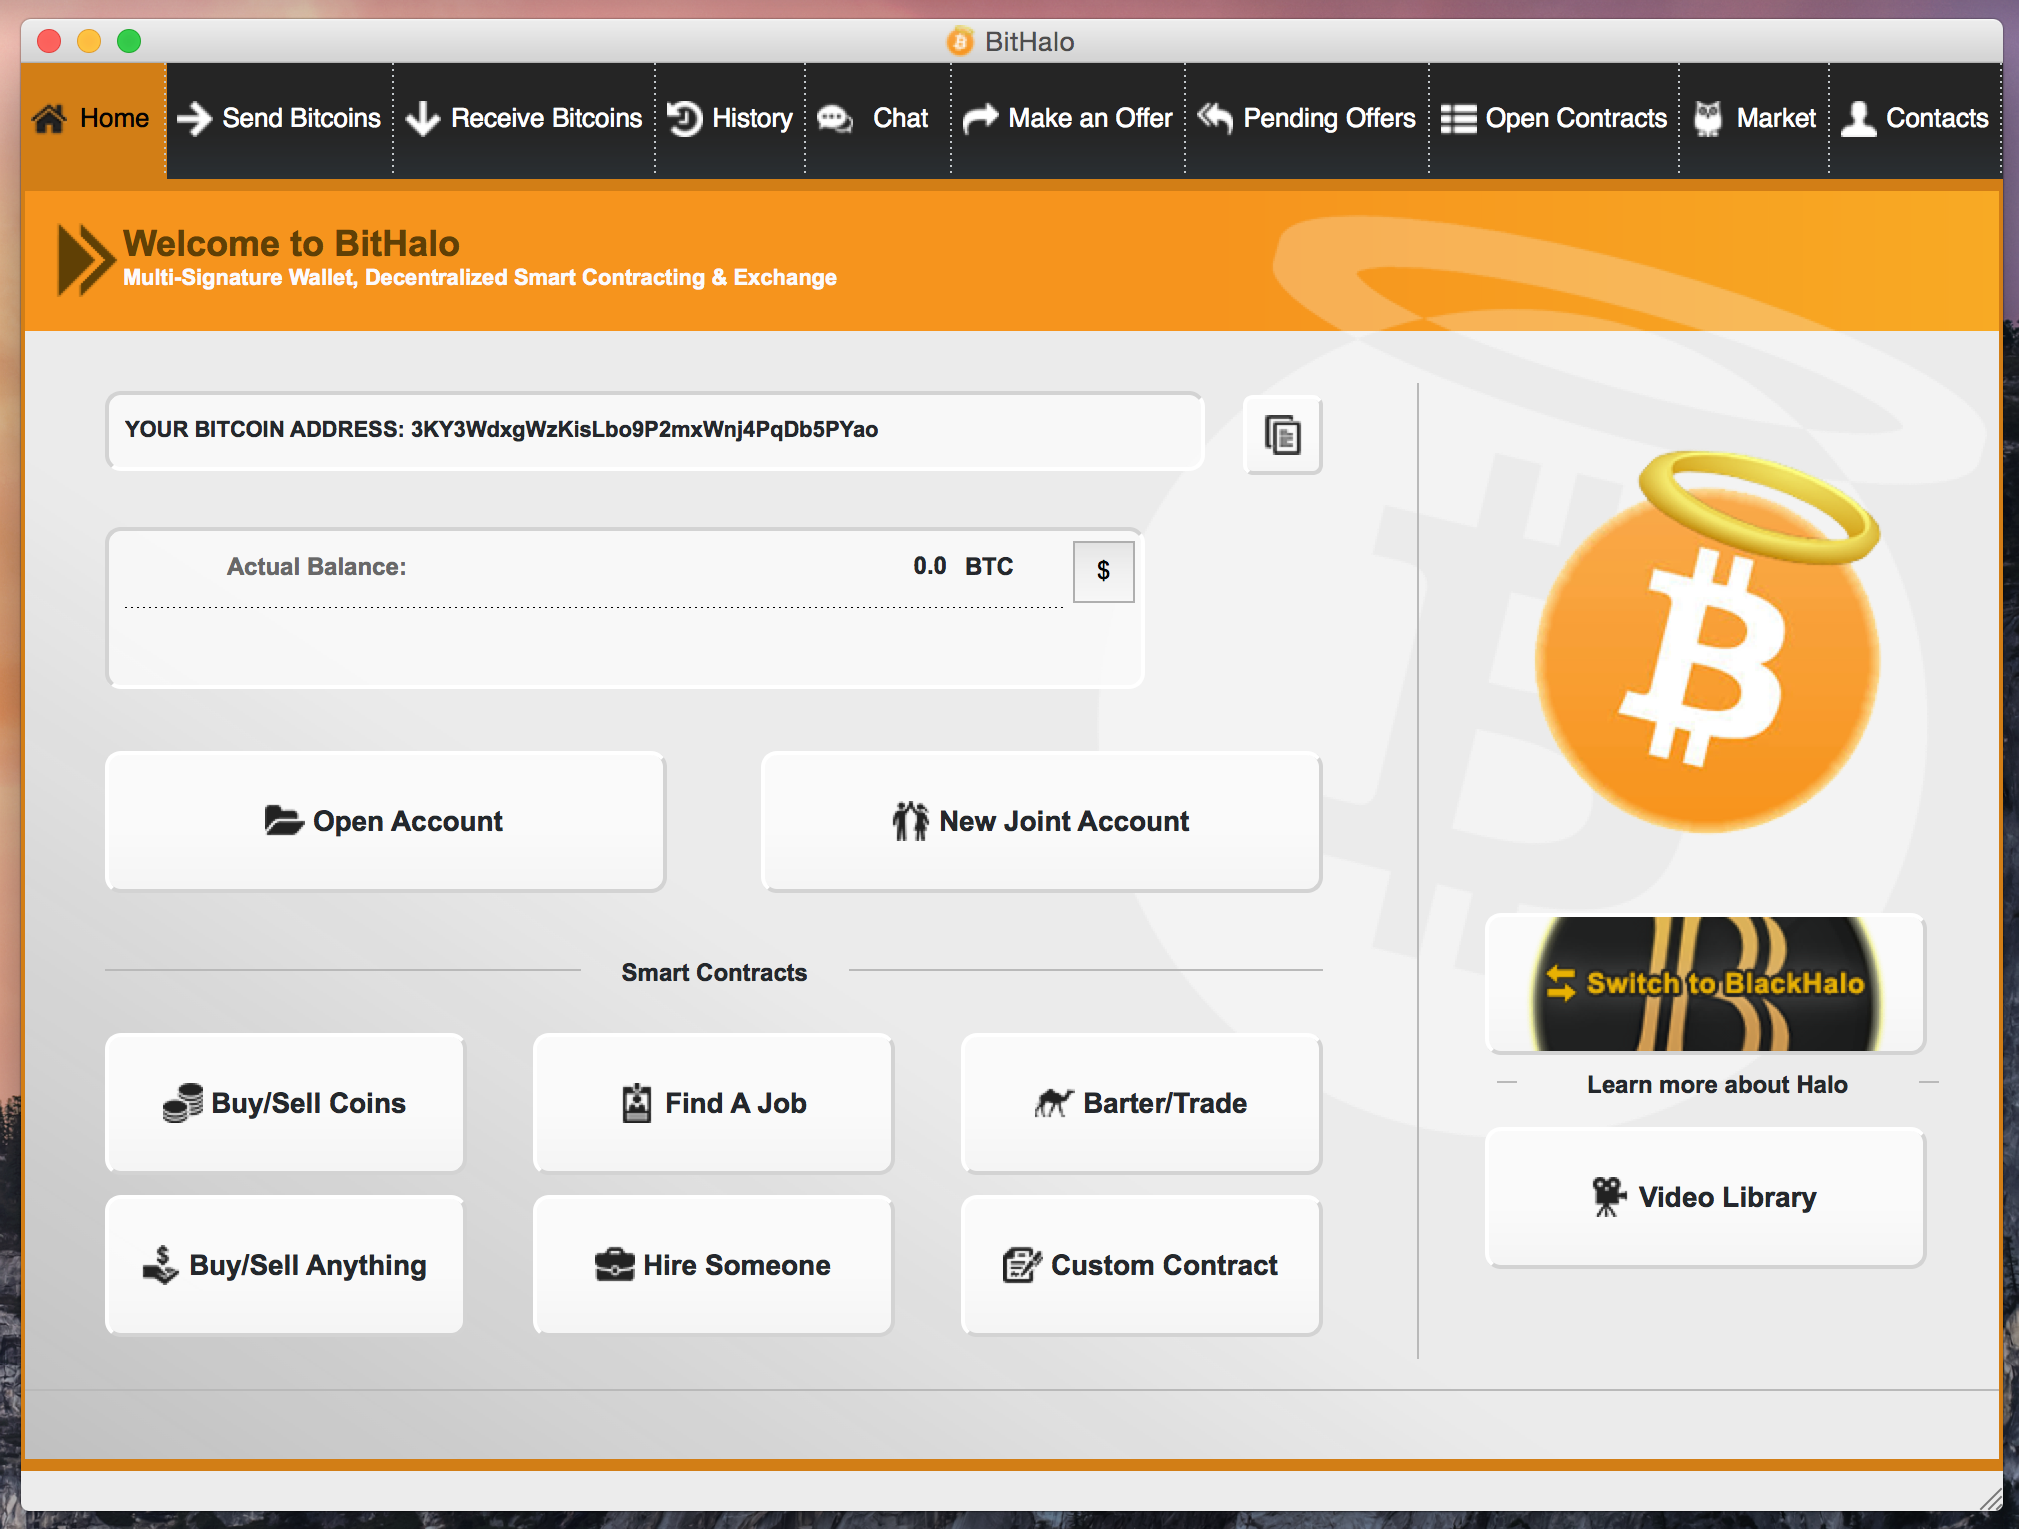 BitHalo
Home Send Bitcoins Receive Bitcoins History Chat Make an Offer Pending Offers Open Contracts Market Contacts
Welcome to BitHalo
Multi-Signature Wallet, Decentralized Smart Contracting & Exchange
YOUR BITCOIN ADDRESS: 3KY3WdxgWzKisLbo9P2mxWnj4PqDb5PYao
Actual Balance: 0.0 BTC $
Open Account New Joint Account
Smart Contracts
Buy/Sell Coins Find A Job Barter/Trade
Buy/Sell Anything Hire Someone Custom Contract
Switch to BlackHalo
Learn more about Halo
Video Library